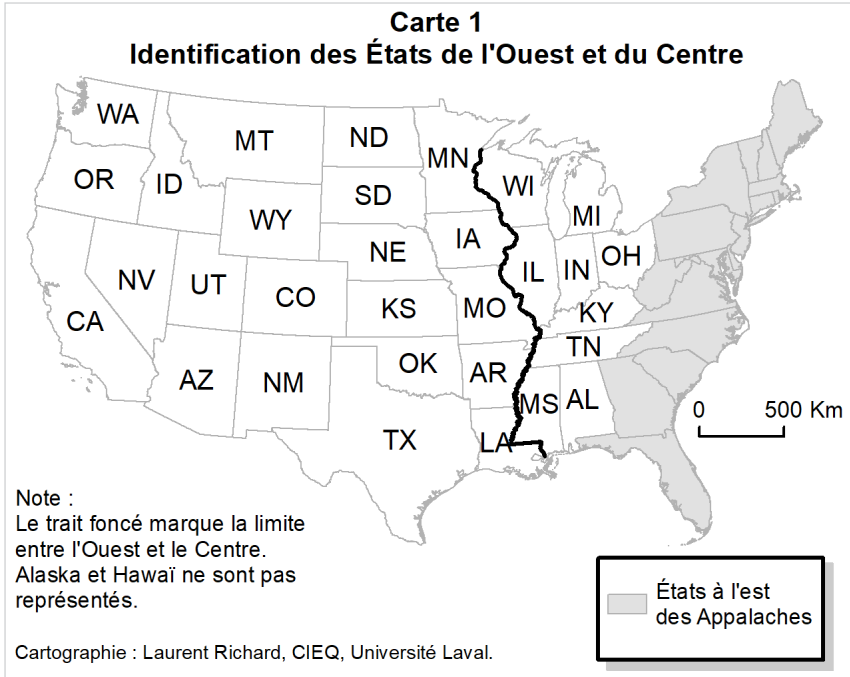 Carte 1
Identification des États de l'Ouest et du Centre
WA
MT
ND
MN
OR
ID
SD
WI
MI
WY
IA
NE
OH
NV
UT
IL
IN
CO
KS
MO
KY
CA
TN
OK
AR
AZ
NM
MS
AL
0 500 Km
TX
LA
Note :
Le trait foncé marque la limite
entre l'Ouest et le Centre.
Alaska et Hawaï ne sont pas
représentés.
États à l'est
des Appalaches
Cartographie : Laurent Richard, CIEQ, Université Laval.